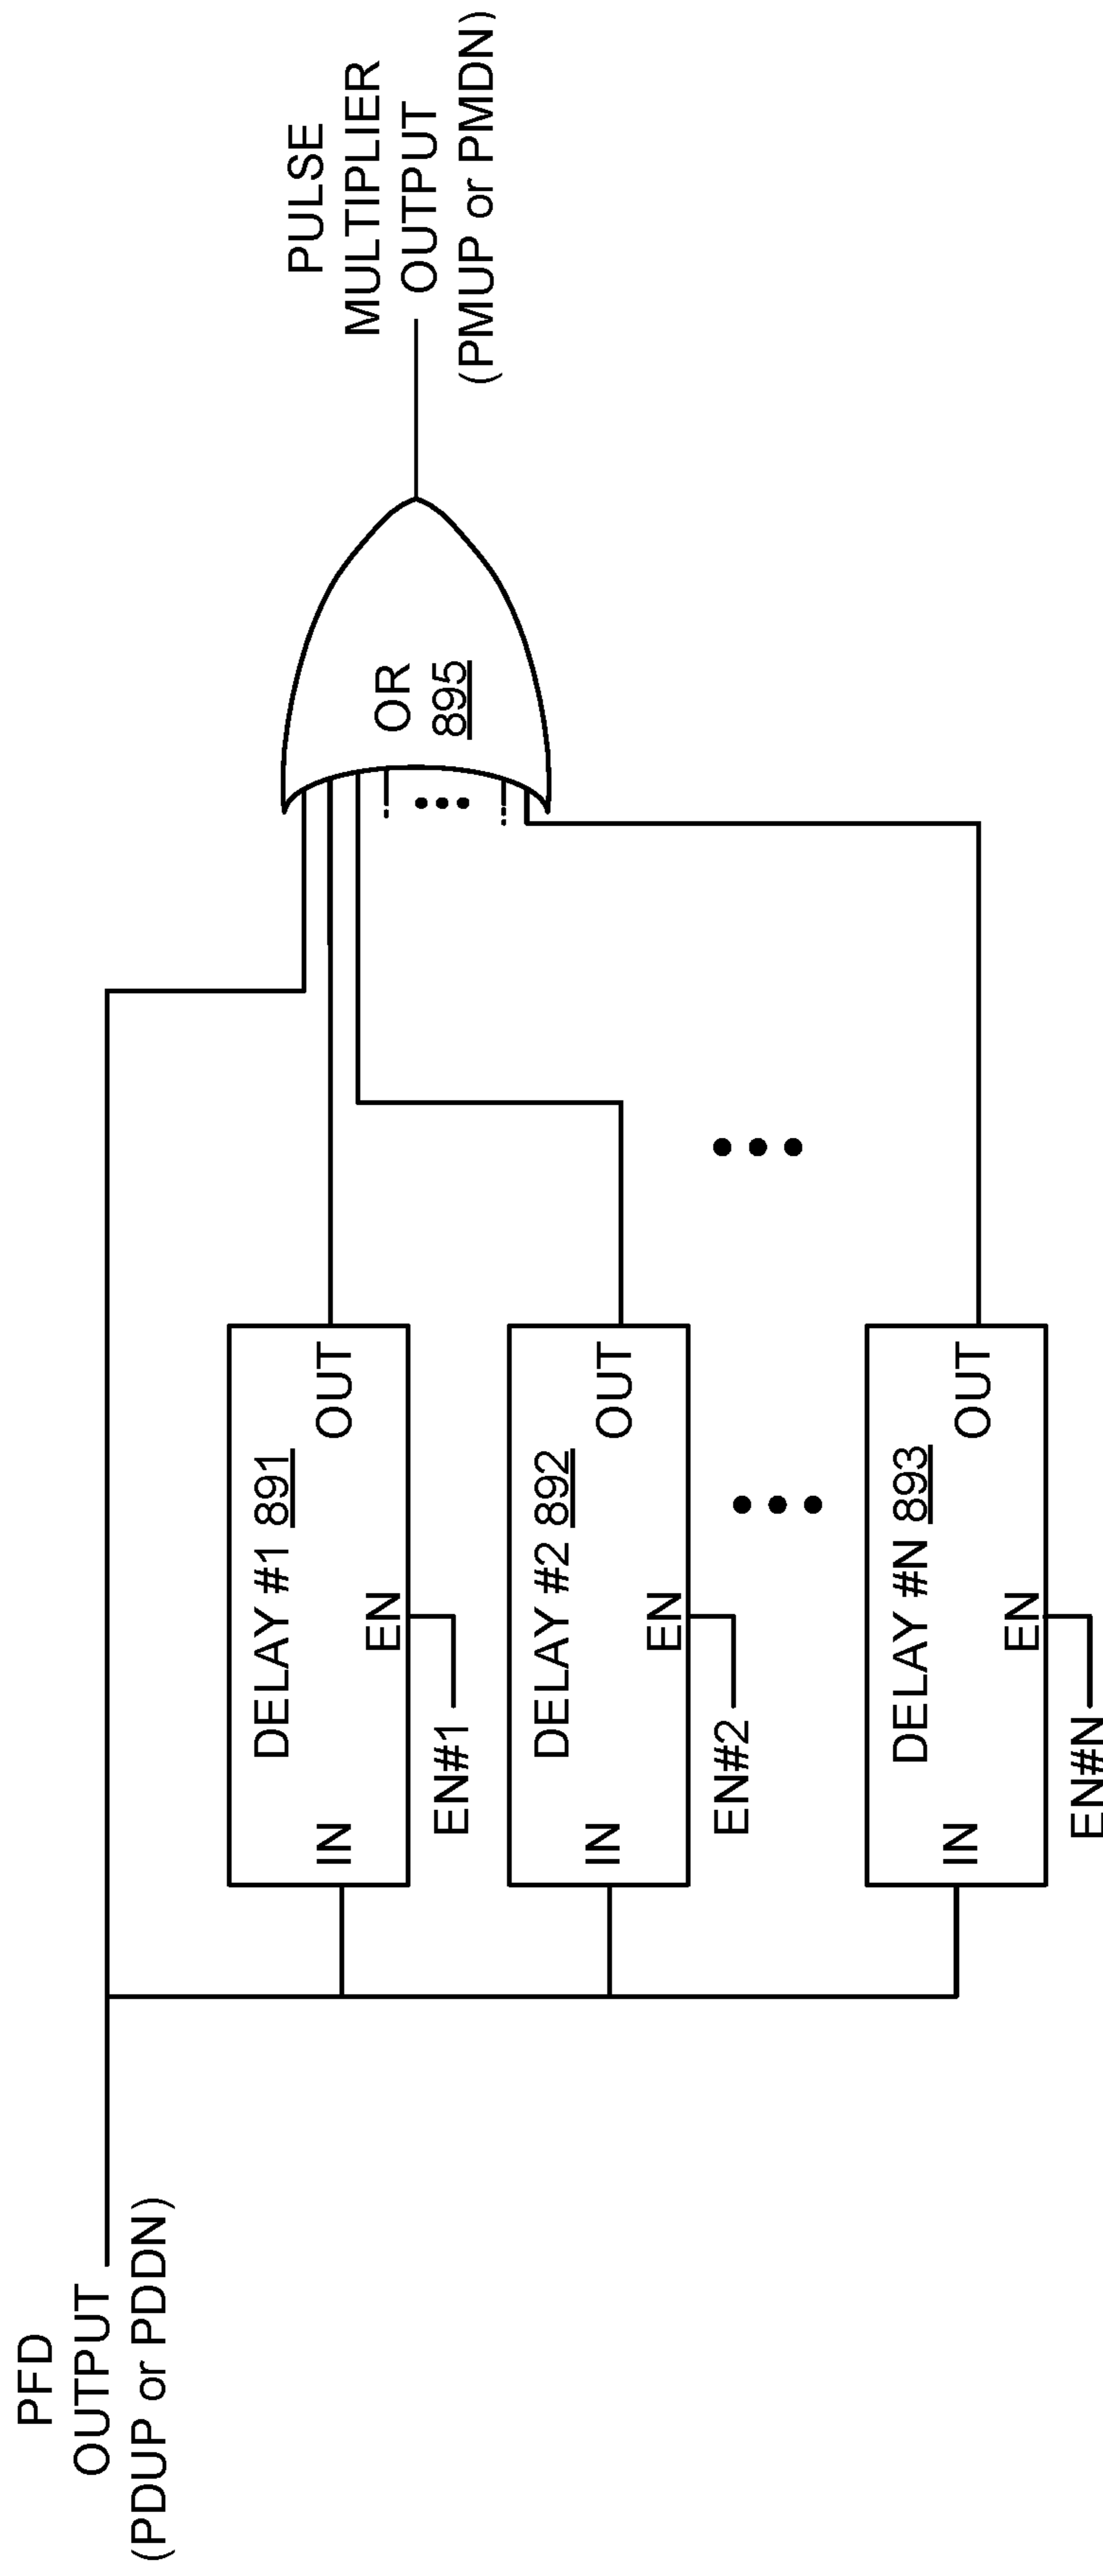 PFD
OUTPUT
(PDUP or PDDN)
DELAY #1 891
IN
OUT
EN
EN#1
DELAY #2 892
IN
OUT
EN
EN#2
DELAY #N 893
IN
OUT
EN
EN#N
OR
895
PULSE
MULTIPLIER
OUTPUT
(PMUP or PMDN)